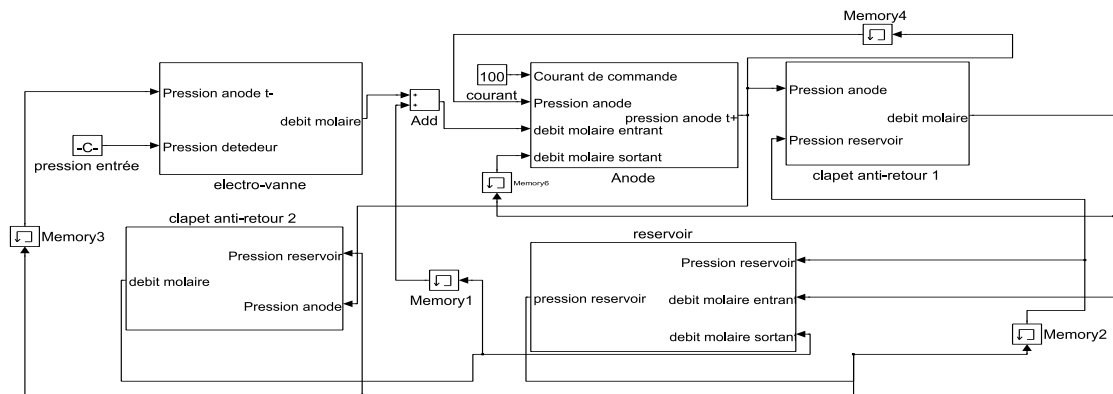 Memory4
100
courant
Courant de commande
Pression anode
debit molaire entrant
debit molaire sortant
pression anode t+
Anode
Pression anode t-
Pression detedeur
debit molaire
electro-vanne
-C-
pression entrée
+
+
Add
Pression anode
Pression reservoir
debit molaire
clapet anti-retour 1
Memory6
Memory3
clapet anti-retour 2
Pression reservoir
debit molaire
Pression anode
Memory1
reservoir
Pression reservoir
pression reservoir
debit molaire entran
debit molaire sortan
Memory2